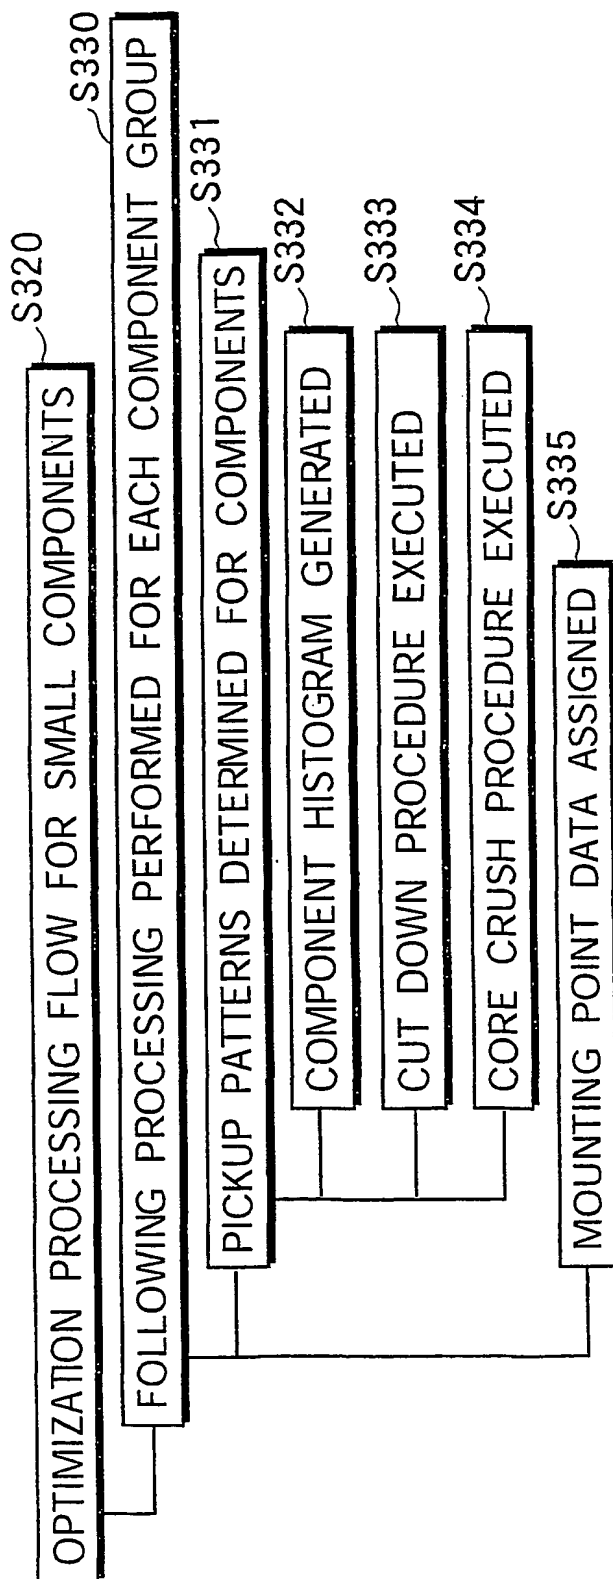 OPTIMIZATION PROCESSING FLOW FOR SMALL COMPONENTS
S320
FOLLOWING PROCESSING PERFORMED FOR EACH COMPONENT GROUP
S330
PICKUP PATTERNS DETERMINED FOR COMPONENTS
S331
COMPONENT HISTOGRAM GENERATED
S332
CUT DOWN PROCEDURE EXECUTED
S333
CORE CRUSH PROCEDURE EXECUTED
S334
MOUNTING POINT DATA ASSIGNED
S335